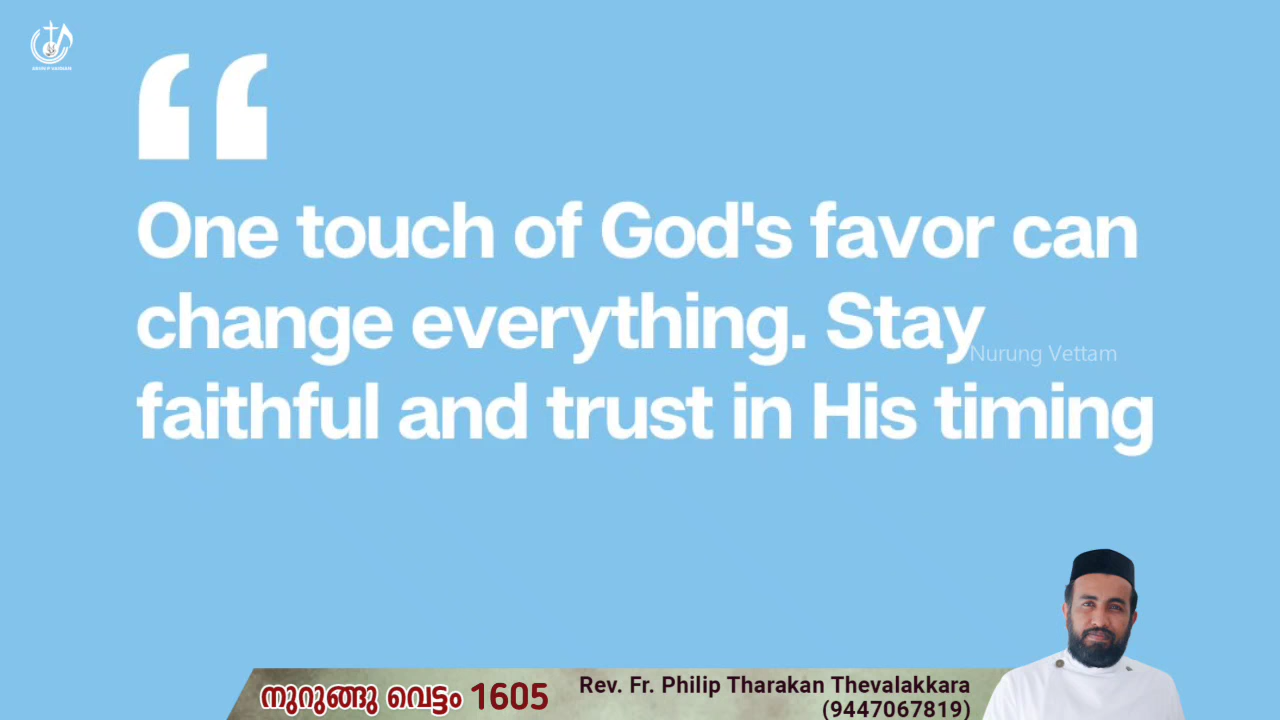 “
One touch of God's favor can
change everything. Stay
faithful and trust in His timing
Nurung Vettam
നുറുങ്ങു വെട്ടം 1605
Rev. Fr. Philip Tharakan Thevalakkara
(9447067819)